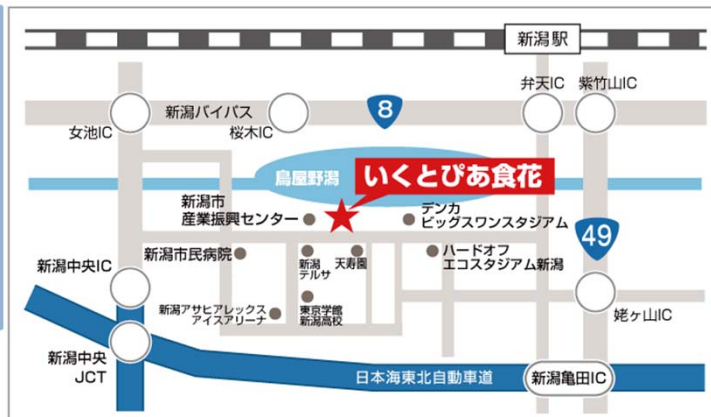 新潟駅
弁天IC
紫竹山IC
新潟バイパス
8
女池IC
桜木IC
鳥屋野潟
いくとぴあ食花
新潟市
産業振興センター
デンカ
ビッグスワンスタジアム
49
新潟市民病院
新潟
テルサ
天寿園
ハードオフ
エコスタジアム新潟
新潟中央IC
新潟アサヒアレックス
アイスアリーナ
東京学館
新潟高校
姥ヶ山IC
新潟中央
JCT
日本海東北自動車道
新潟亀田IC